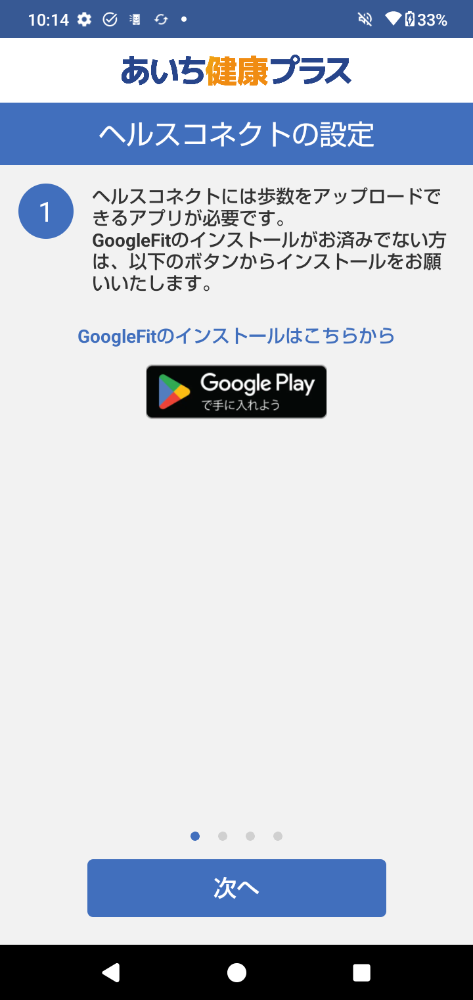 10:14
33%
あいち健康プラス
ヘルスコネクトの設定
1
ヘルスコネクトには歩数をアップロードで
きるアプリが必要です。
GoogleFitのインストールがお済みでない方
は、以下のボタンからインストールをお願
いいたします。
GoogleFitのインストールはこちらから
Google Play
で手に入れよう
次へ